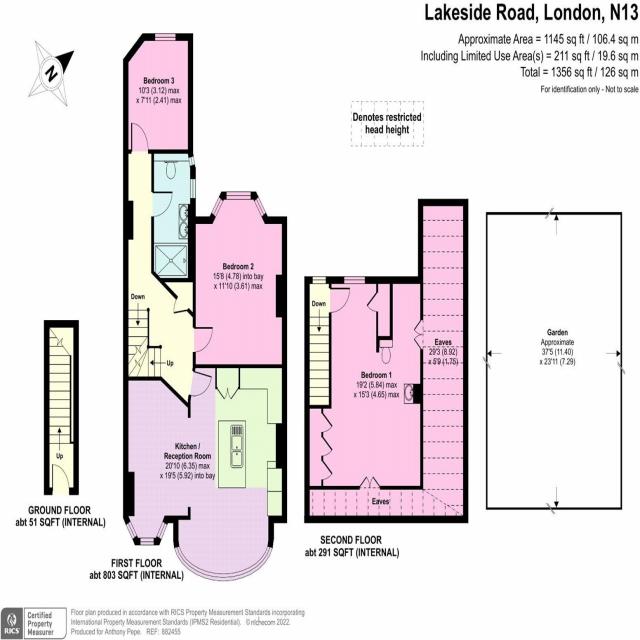 Lakeside Road, London, N13
Approximate Area = 1145 sq ft / 106.4 sq m
Including Limited Use Area(s) = 211 sq ft / 19.6 sq m
Total = 1356 sq ft / 126 sq m
For identification only - Not to scale
N
Denotes restricted
head height
Bedroom 3
10'3 (3.12) max
x 7'11 (2.41) max
Bedroom 2
15'8 (4.78) into bay
x 11'10 (3.61) max
Down
Up
Kitchen /
Reception Room
20'10 (6.35) max
x 19'5 (5.92) into bay
Up
GROUND FLOOR
abt 51 SQFT (INTERNAL)
FIRST FLOOR
abt 803 SQFT (INTERNAL)
Down
Bedroom 1
19'2 (5.84) max
x 15'3 (4.65) max
Eaves
29'3 (8.92)
x 5'9 (1.75)
Eaves
SECOND FLOOR
abt 291 SQFT (INTERNAL)
Garden
Approximate
37'5 (11.40)
x 23'11 (7.29)
RICS
Certified
Property
Measurer
Floor plan produced in accordance with RICS Property Measurement Standards incorporating
International Property Measurement Standards (IPMS2 Residential). © nichecom 2022.
Produced for Anthony Pepe. REF: 882455